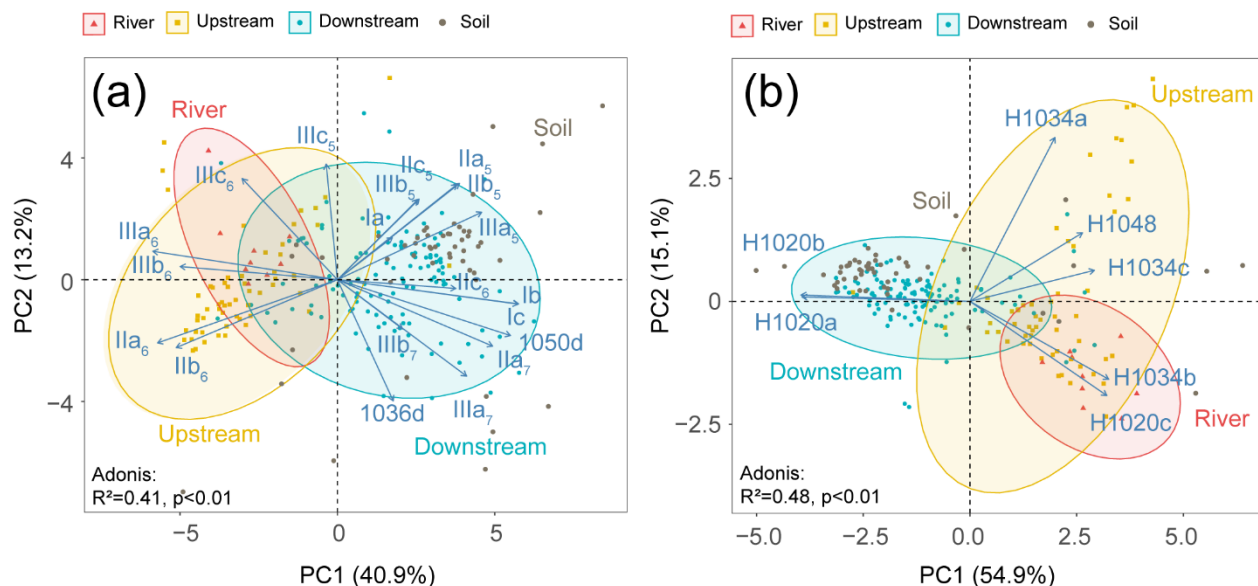 River Upstream Downstream Soil
(a)
River
Soil
IIIc5
IIc5
IIa5
IIIb5
IIb5
IIIc6
Ia
IIIa5
IIIa6
IIIb6
IIc6
Ib
Ic
IIa6
IIb6
IIIb7
1050d
IIa7
IIIa7
1036d
Upstream
Downstream
Adonis:
R²=0.41, p<0.01
4
0
−4
PC2 (13.2%)
−5 0 5
PC1 (40.9%)
River Upstream Downstream Soil
(b)
Upstream
H1034a
Soil
H1048
H1020b
H1034c
H1020a
Downstream
H1034b
H1020c
River
Adonis:
R²=0.48, p<0.01
2.5
0.0
−2.5
PC2 (15.1%)
−5.0 −2.5 0.0 2.5 5.0
PC1 (54.9%)